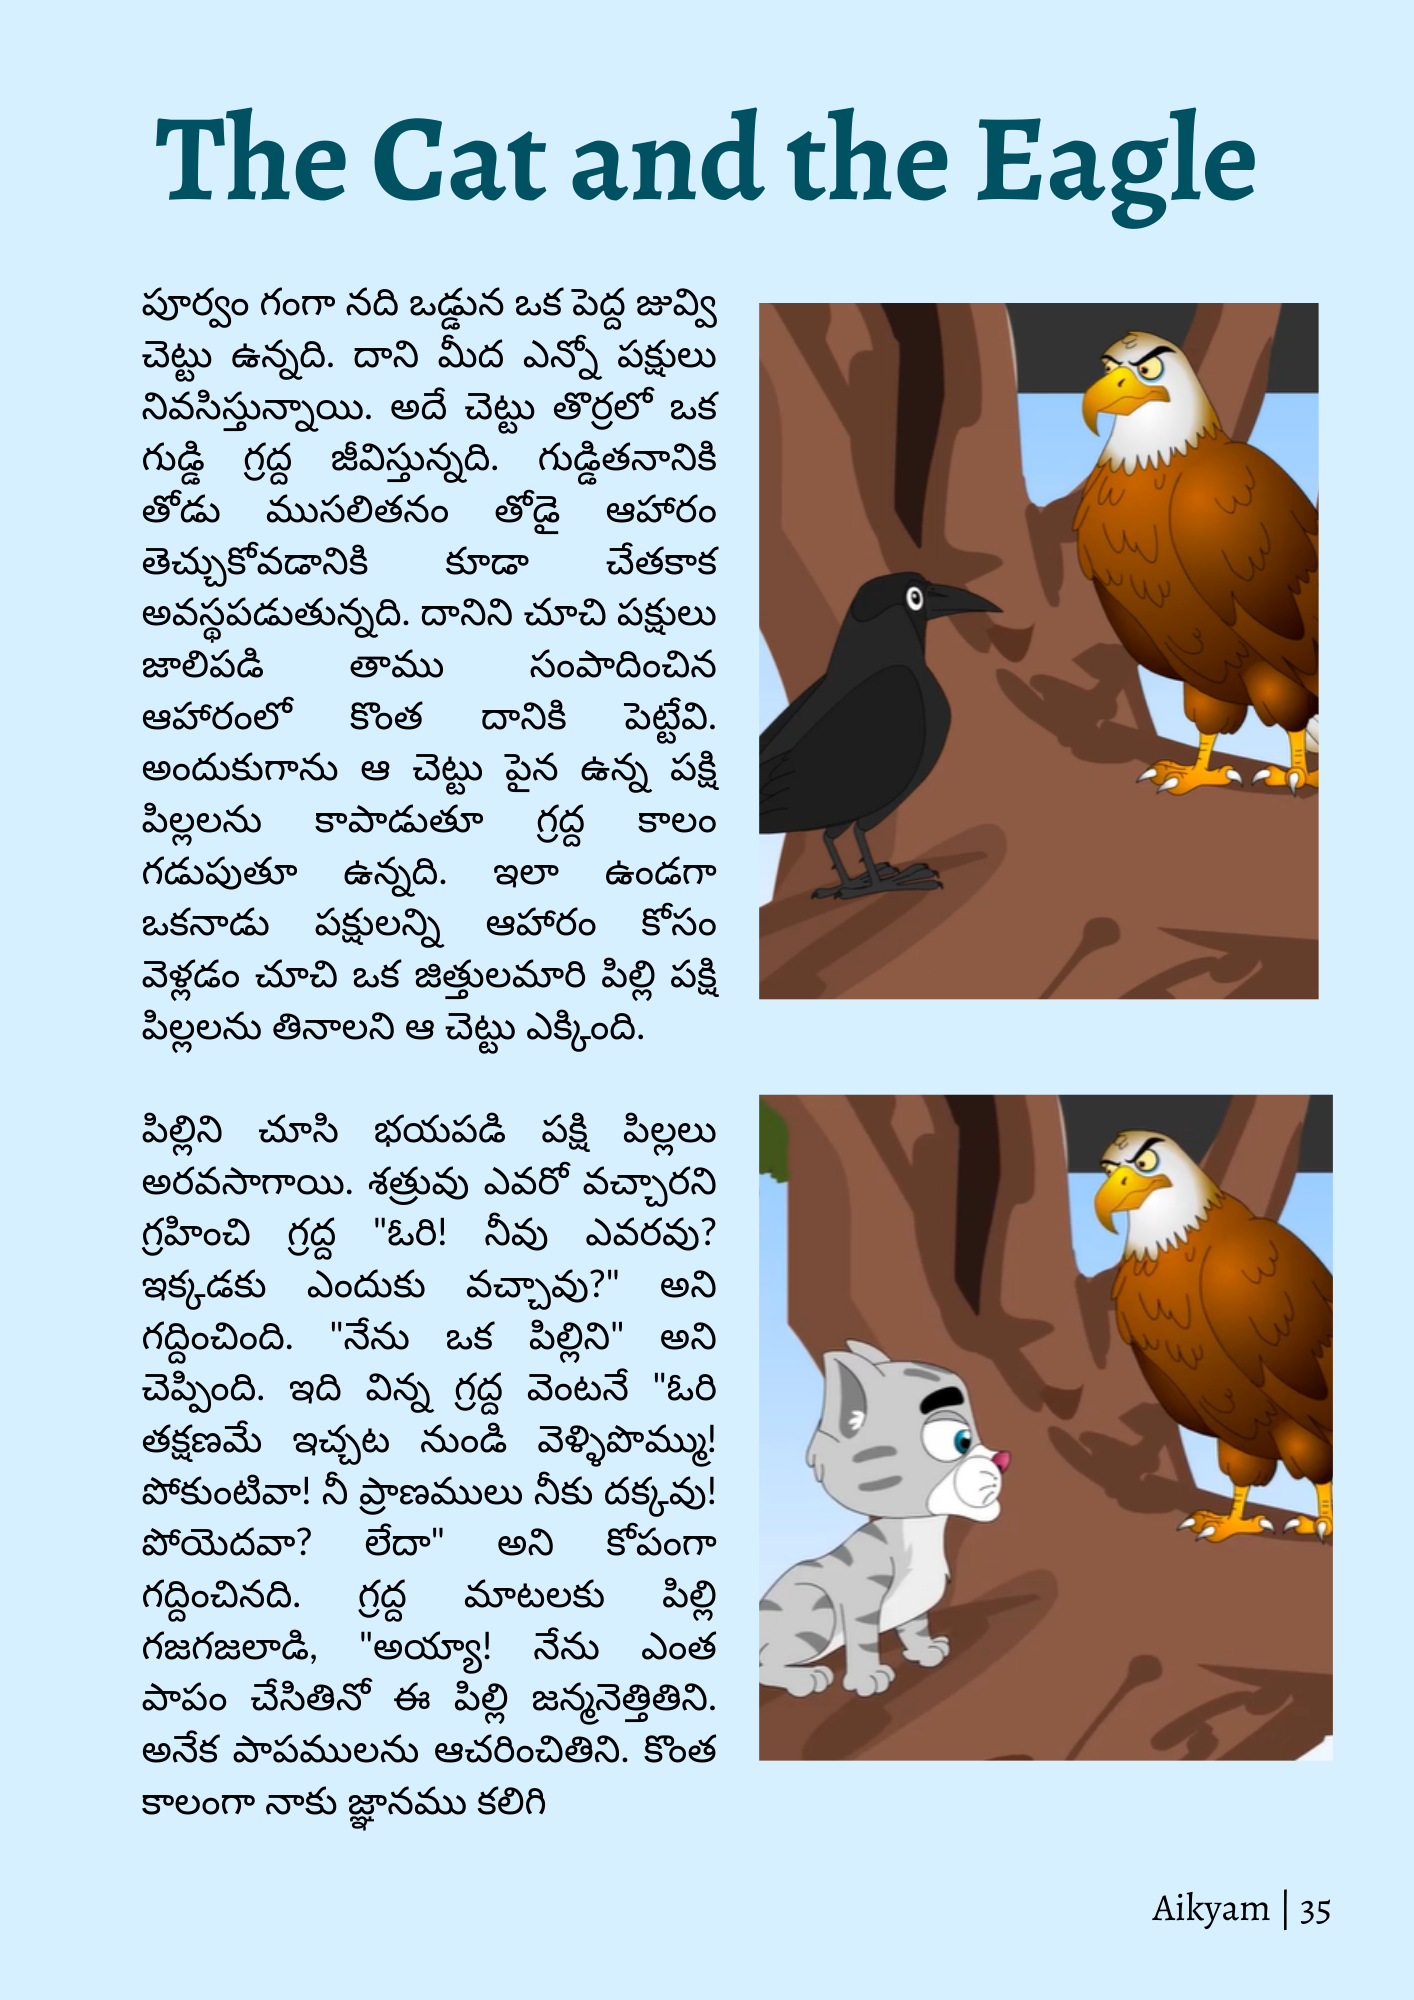 The Cat and the Eagle
పూర్వం గంగా నది ఒడ్డున ఒక పెద్ద జువ్వి
చెట్టు ఉన్నది. దాని మీద ఎన్నో పక్షులు
నివసిస్తున్నాయి. అదే చెట్టు తొర్రలో ఒక
గుడ్డి గ్రద్ద జీవిస్తున్నది. గుడ్డితనానికి
తోడు ముసలితనం తోడై ఆహారం
తెచ్చుకోవడానికి కూడా చేతకాక
అవస్థపడుతున్నది. దానిని చూచి పక్షులు
జాలిపడి తాము సంపాదించిన
ఆహారంలో కొంత దానికి పెట్టేవి.
అందుకుగాను ఆ చెట్టు పైన ఉన్న పక్షి
పిల్లలను కాపాడుతూ గ్రద్ద కాలం
గడుపుతూ ఉన్నది. ఇలా ఉండగా
ఒకనాడు పక్షులన్ని ఆహారం కోసం
వెళ్లడం చూచి ఒక జిత్తులమారి పిల్లి పక్షి
పిల్లలను తినాలని ఆ చెట్టు ఎక్కింది.
పిల్లిని చూసి భయపడి పక్షి పిల్లలు
అరవసాగాయి. శత్రువు ఎవరో వచ్చారని
గ్రహించి గ్రద్ద "ఓరి! నీవు ఎవరవు?
ఇక్కడకు ఎందుకు వచ్చావు?" అని
గద్దించింది. "నేను ఒక పిల్లిని" అని
చెప్పింది. ఇది విన్న గ్రద్ద వెంటనే "ఓరి
తక్షణమే ఇచ్చట నుండి వెళ్ళిపొమ్ము!
పోకుంటివా! నీ ప్రాణములు నీకు దక్కవు!
పోయెదవా? లేదా" అని కోపంగా
గద్దించినది. గ్రద్ద మాటలకు పిల్లి
గజగజలాడి, "అయ్యా! నేను ఎంత
పాపం చేసితినో ఈ పిల్లి జన్మనెత్తితిని.
అనేక పాపములను ఆచరించితిని. కొంత
కాలంగా నాకు జ్ఞానము కలిగి
Aikyam | 35